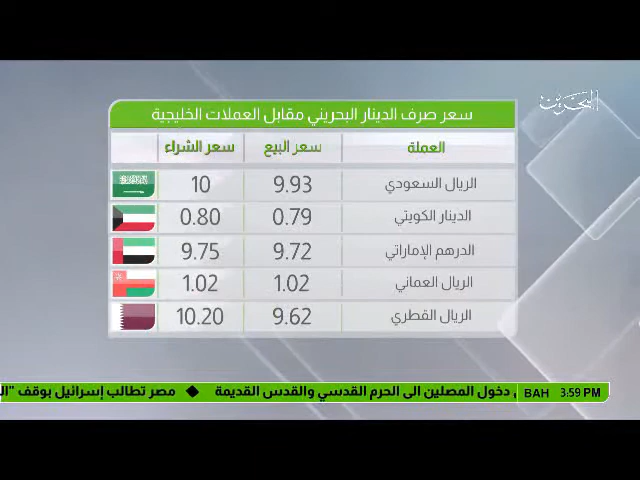 البحرين
سعر صرف الدينار البحريني مقابل العملات الخليجية
العملة سعر البيع سعر الشراء
الريال السعودي 9.93 10
الدينار الكويتي 0.79 0.80
الدرهم الإماراتي 9.72 9.75
الريال العماني 1.02 1.02
الريال القطري 9.62 10.20
BAH 3:59 PM
دخول المصلين الى الحرم القدسي والقدس القديمة ◆ مصر تطالب إسرائيل بوقف "ال